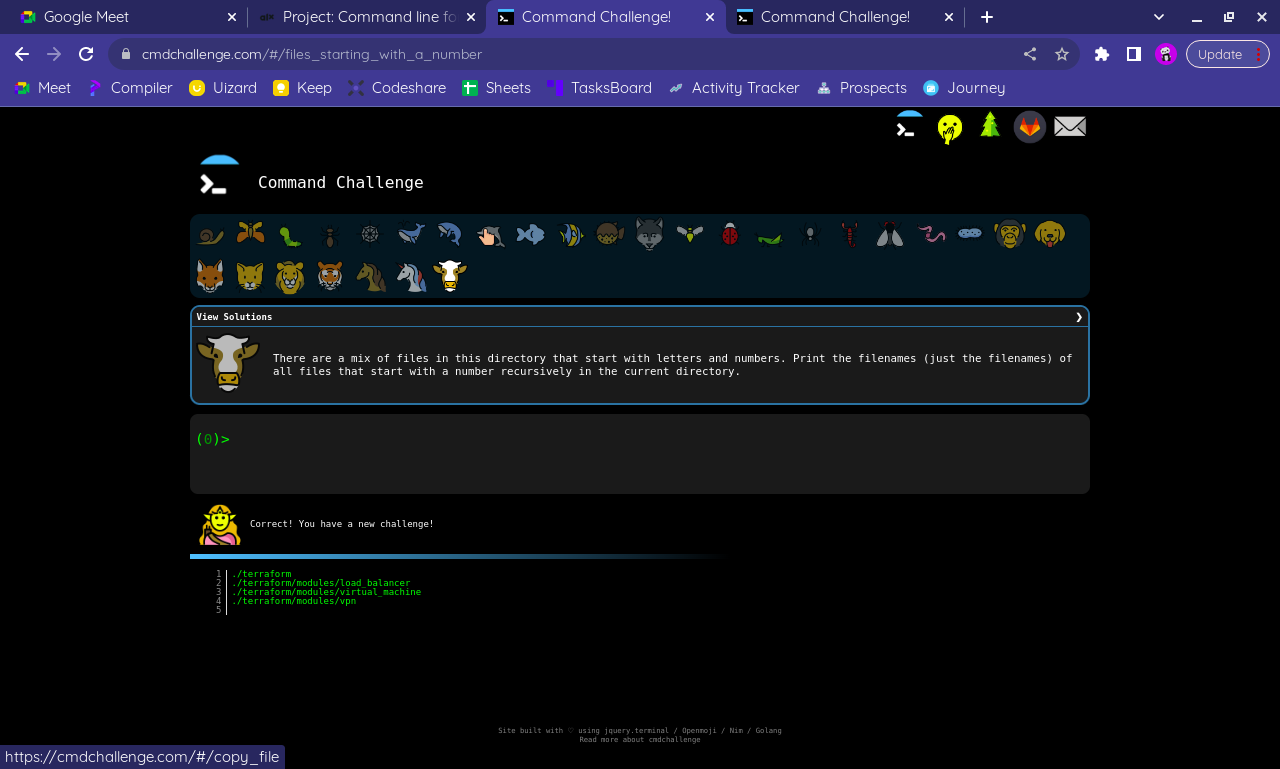 Google Meet
Project: Command line fo
Command Challenge!
Command Challenge!
cmdchallenge.com/#/files_starting_with_a_number
Update
Meet
Compiler
Uizard
Keep
Codeshare
Sheets
TasksBoard
Activity Tracker
Prospects
Journey
Command Challenge
View Solutions
There are a mix of files in this directory that start with letters and numbers. Print the filenames (just the filenames) of
all files that start with a number recursively in the current directory.
(0)>
Correct! You have a new challenge!
1 ./terraform
2 ./terraform/modules/load_balancer
3 ./terraform/modules/virtual_machine
4 ./terraform/modules/vpn
5
Site built with ♡ using jquery.terminal / Openmoji / Nim / Golang
Read more about cmdchallenge
https://cmdchallenge.com/#/copy_file